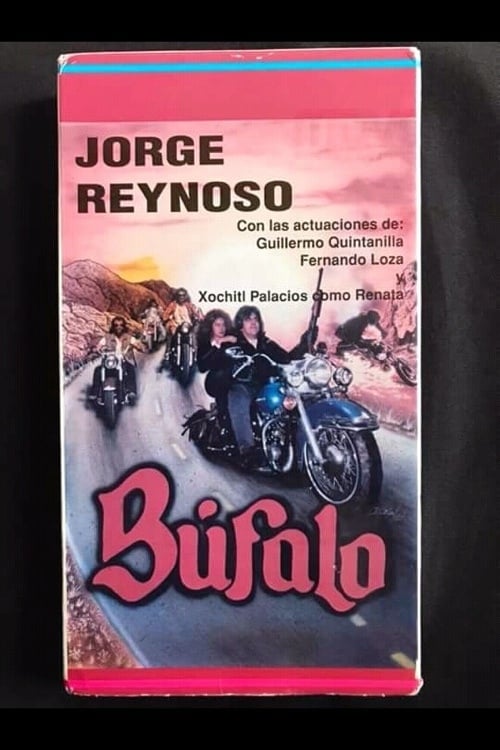 JORGE
REYNOSO
Con las actuaciones de:
Guillermo Quintanilla
Fernando Loza
y
Xochitl Palacios como Renata
Búfalo